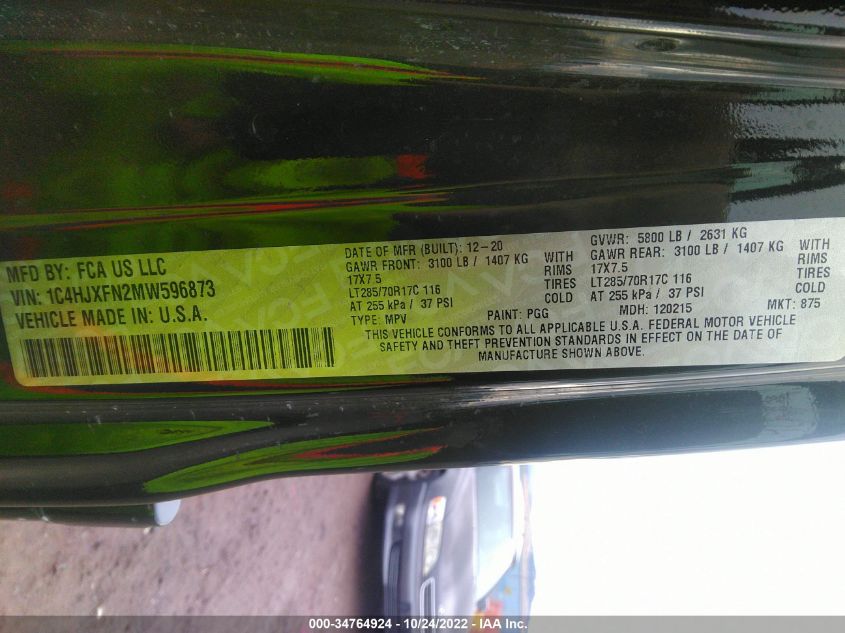 MFD BY: FCA US LLC
VIN: 1C4HJXFN2MW596873
VEHICLE MADE IN: U.S.A.
DATE OF MFR (BUILT): 12-20
GAWR FRONT: 3100 LB / 1407 KG WITH
17X7.5 RIMS
LT285/70R17C 116 TIRES
AT 255 kPa / 37 PSI COLD
TYPE: MPV PAINT: PGG
GVWR: 5800 LB / 2631 KG
GAWR REAR: 3100 LB / 1407 KG WITH
17X7.5 RIMS
LT285/70R17C 116 TIRES
AT 255 kPa / 37 PSI COLD
MDH: 120215 MKT: 875
THIS VEHICLE CONFORMS TO ALL APPLICABLE U.S.A. FEDERAL MOTOR VEHICLE
SAFETY AND THEFT PREVENTION STANDARDS IN EFFECT ON THE DATE OF
MANUFACTURE SHOWN ABOVE.
000-34764924 - 10/24/2022 - IAA Inc.